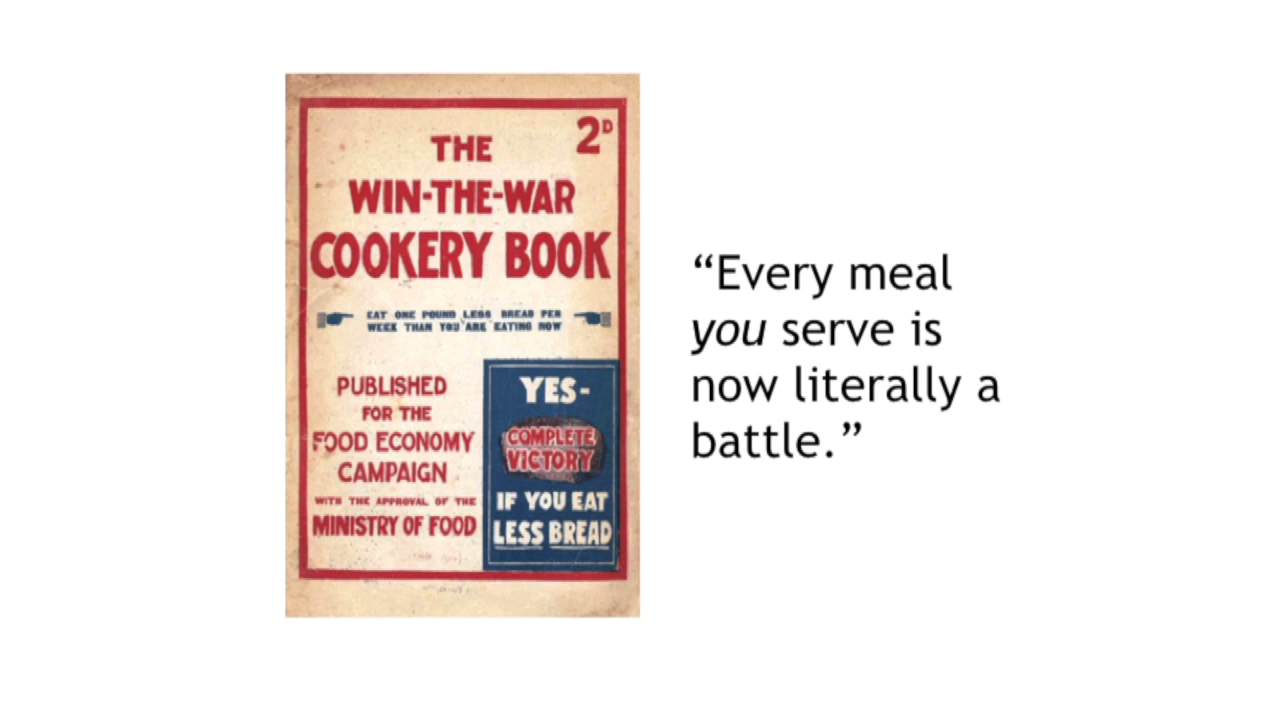 THE
2D
WIN-THE-WAR
COOKERY BOOK
EAT ONE POUND LESS BREAD PER
WEEK THAN YOU ARE EATING NOW
PUBLISHED
FOR THE
FOOD ECONOMY
CAMPAIGN
WITH THE APPROVAL OF THE
MINISTRY OF FOOD
YES-
COMPLETE
VICTORY
IF YOU EAT
LESS BREAD
“Every meal
you serve is
now literally a
battle.”